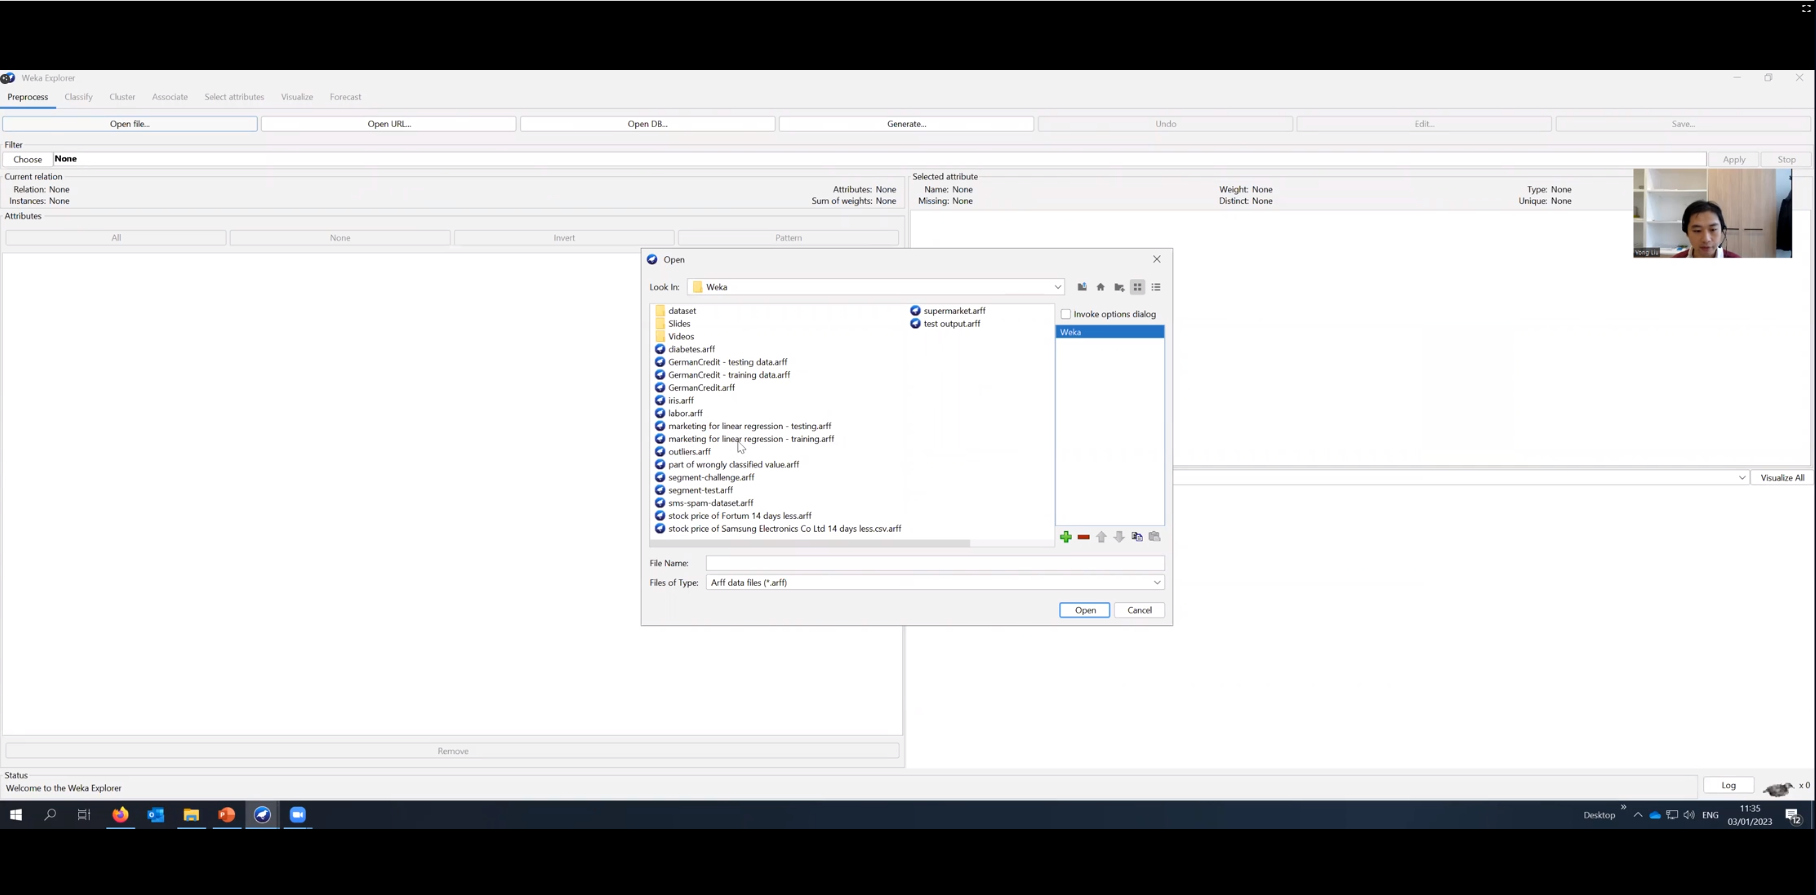 Weka Explorer
Preprocess Classify Cluster Associate Select attributes Visualize Forecast
Open file... Open URL... Open DB... Generate... Undo Edit... Save...
Filter
Choose None Apply Stop
Current relation
Relation: None Attributes: None
Instances: None Sum of weights: None
Selected attribute
Name: None Weight: None Type: None
Missing: None Distinct: None Unique: None
Attributes
All None Invert Pattern
Yong Liu
Open
Look In: Weka
dataset
Slides
Videos
diabetes.arff
GermanCredit - testing data.arff
GermanCredit - training data.arff
GermanCredit.arff
iris.arff
labor.arff
marketing for linear regression - testing.arff
marketing for linear regression - training.arff
outliers.arff
part of wrongly classified value.arff
segment-challenge.arff
segment-test.arff
sms-spam-dataset.arff
stock price of Fortum 14 days less.arff
stock price of Samsung Electronics Co Ltd 14 days less.csv.arff
supermarket.arff
test output.arff
Invoke options dialog
Weka
File Name:
Files of Type: Arff data files (*.arff)
Open Cancel
Visualize All
Remove
Status
Welcome to the Weka Explorer
Log x 0
Desktop ENG 11:35
03/01/2023
12